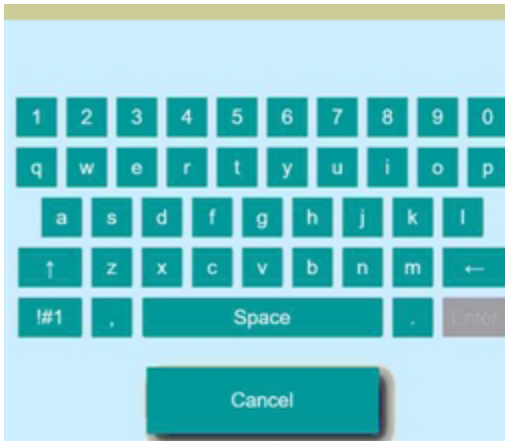 1 2 3 4 5 6 7 8 9 0
q w e r t y u i o p
a s d f g h j k l
↑ z x c v b n m ←
!#1 , Space . Enter
Cancel